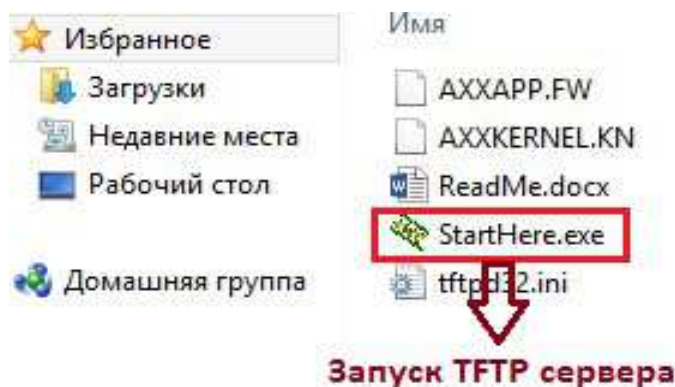 Избранное
Загрузки
Недавние места
Рабочий стол
Домашняя группа
Имя
AXXAPP.FW
AXXKERNEL.KN
ReadMe.docx
StartHere.exe
tftpd32.ini
Запуск TFTP сервера